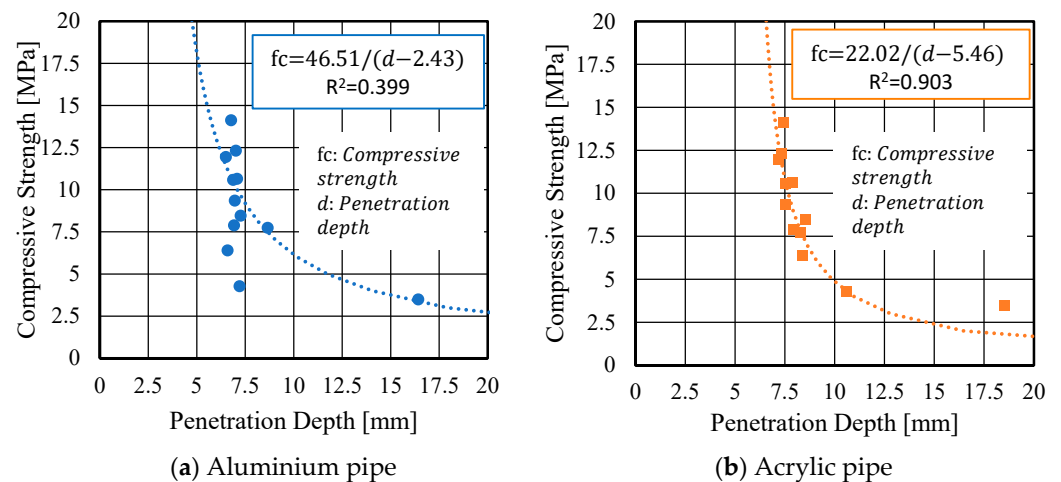 20
17.5
15
12.5
10
7.5
5
2.5
0
Compressive Strength [MPa]
fc=46.51/(d−2.43)
R²=0.399
fc: Compressive
strength
d: Penetration
depth
0 2.5 5 7.5 10 12.5 15 17.5 20
Penetration Depth [mm]
(a) Aluminium pipe
20
17.5
15
12.5
10
7.5
5
2.5
0
Compressive Strength [MPa]
fc=22.02/(d−5.46)
R²=0.903
fc: Compressive
strength
d: Penetration
depth
0 2.5 5 7.5 10 12.5 15 17.5 20
Penetration Depth [mm]
(b) Acrylic pipe